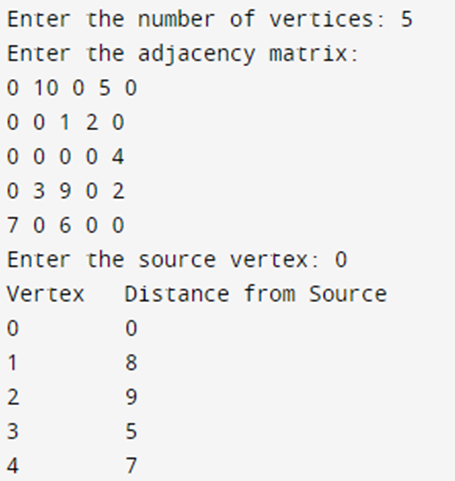 Enter the number of vertices: 5
Enter the adjacency matrix:
0 10 0 5 0
0 0 1 2 0
0 0 0 0 4
0 3 9 0 2
7 0 6 0 0
Enter the source vertex: 0
Vertex   Distance from Source
0        0
1        8
2        9
3        5
4        7